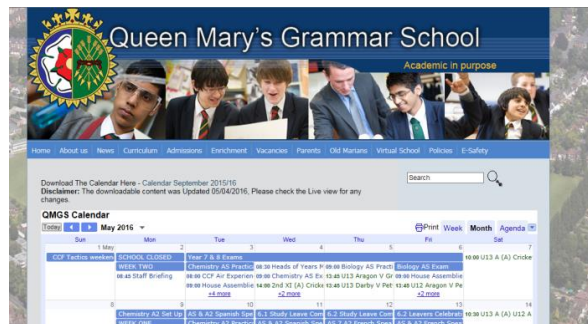 Queen Mary's Grammar School
Academic in purpose
Home About us News Curriculum Admissions Enrichment Vacancies Parents Old Marians Virtual School Policies E-Safety
Search
Download The Calendar Here - Calendar September 2015/16
Disclaimer: The downloadable content was Updated 05/04/2016, Please check the Live view for any
changes.
QMGS Calendar
Today May 2016 Print Week Month Agenda
Sun Mon Tue Wed Thu Fri Sat
1 May 2 3 4 5 6 7
CCF Tactics weeken SCHOOL CLOSED Year 7 & 8 Exams 10:00 U13 A (A) Cricke
WEEK TWO Chemistry AS Practic 08:30 Heads of Years F 09:00 Biology AS Practi Biology AS Exam
08:45 Staff Briefing 08:00 CCF Air Experien 09:00 Chemistry AS Ex 13:45 U13 Aragon V Gr 09:00 House Assemblie
09:00 House Assemblie 14:00 2nd XI (A) Cricke 13:45 U13 Darby V Pet 13:45 U12 Aragon V Pe
+4 more +2 more +2 more
8 9 10 11 12 13 14
Chemistry A2 Set Up AS & A2 Spanish Spe 6.1 Study Leave Com 6.2 Study Leave Com 6.2 Leavers Celebrati 10:30 U13 A (A) U12 A
WEEK ONE Chemistry AS Practic AS & A2 Spanish Spe AS & A2 French Spea AS & A2 French Spea